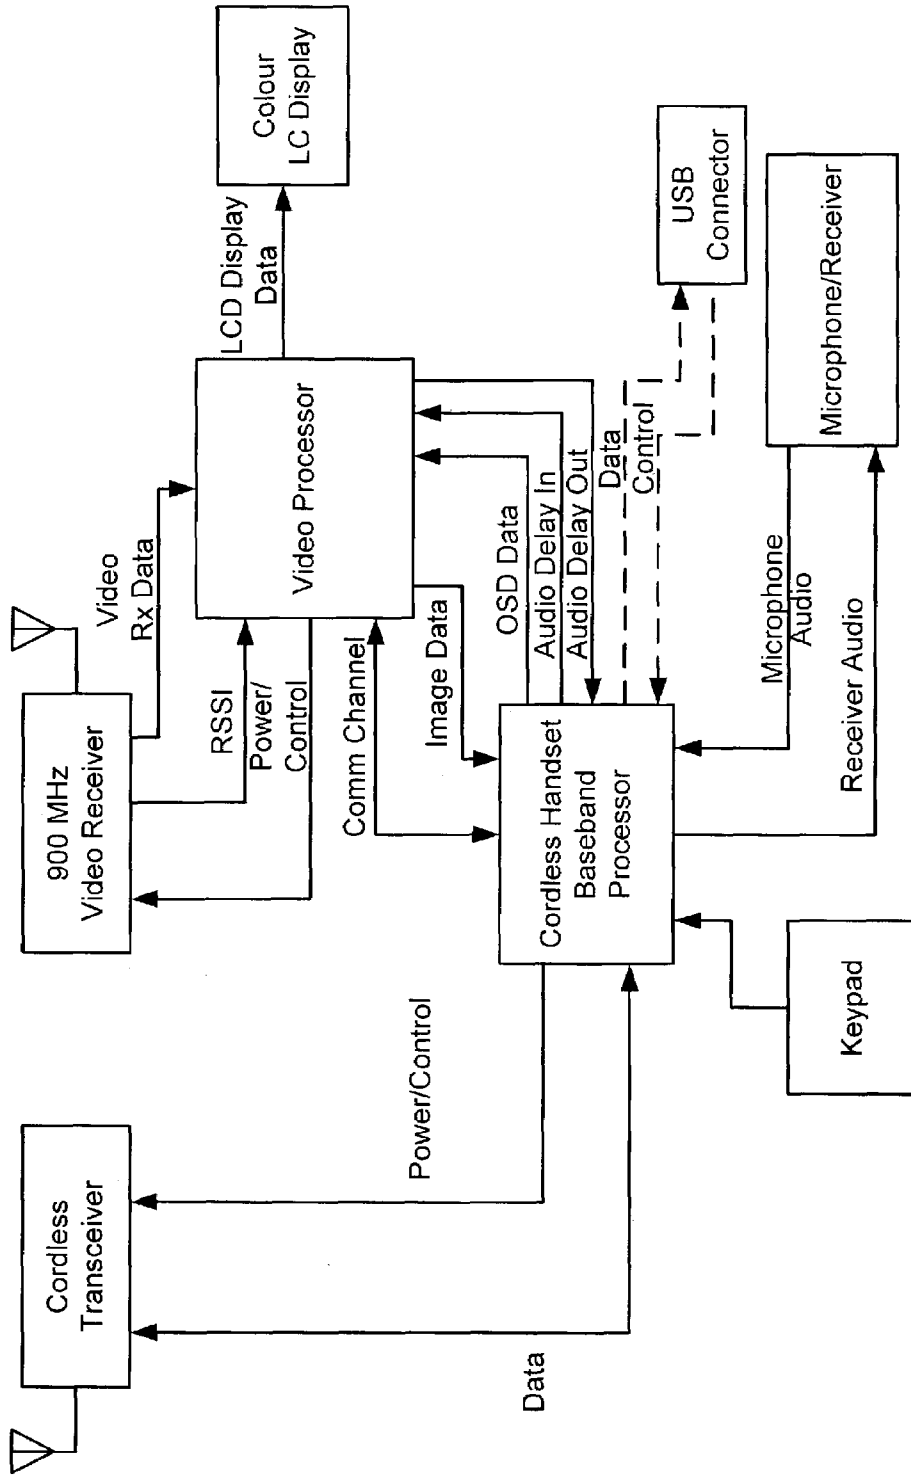 Cordless
Transceiver
900 MHz
Video Receiver
Video
Rx Data
RSSI
Power/
Control
LCD Display
Data
Colour
LC Display
Video Processor
Comm Channel
Image Data
OSD Data
Audio Delay In
Audio Delay Out
Data
Control
Power/Control
Data
Cordless Handset
Baseband
Processor
USB
Connector
Keypad
Microphone
Audio
Receiver Audio
Microphone/Receiver